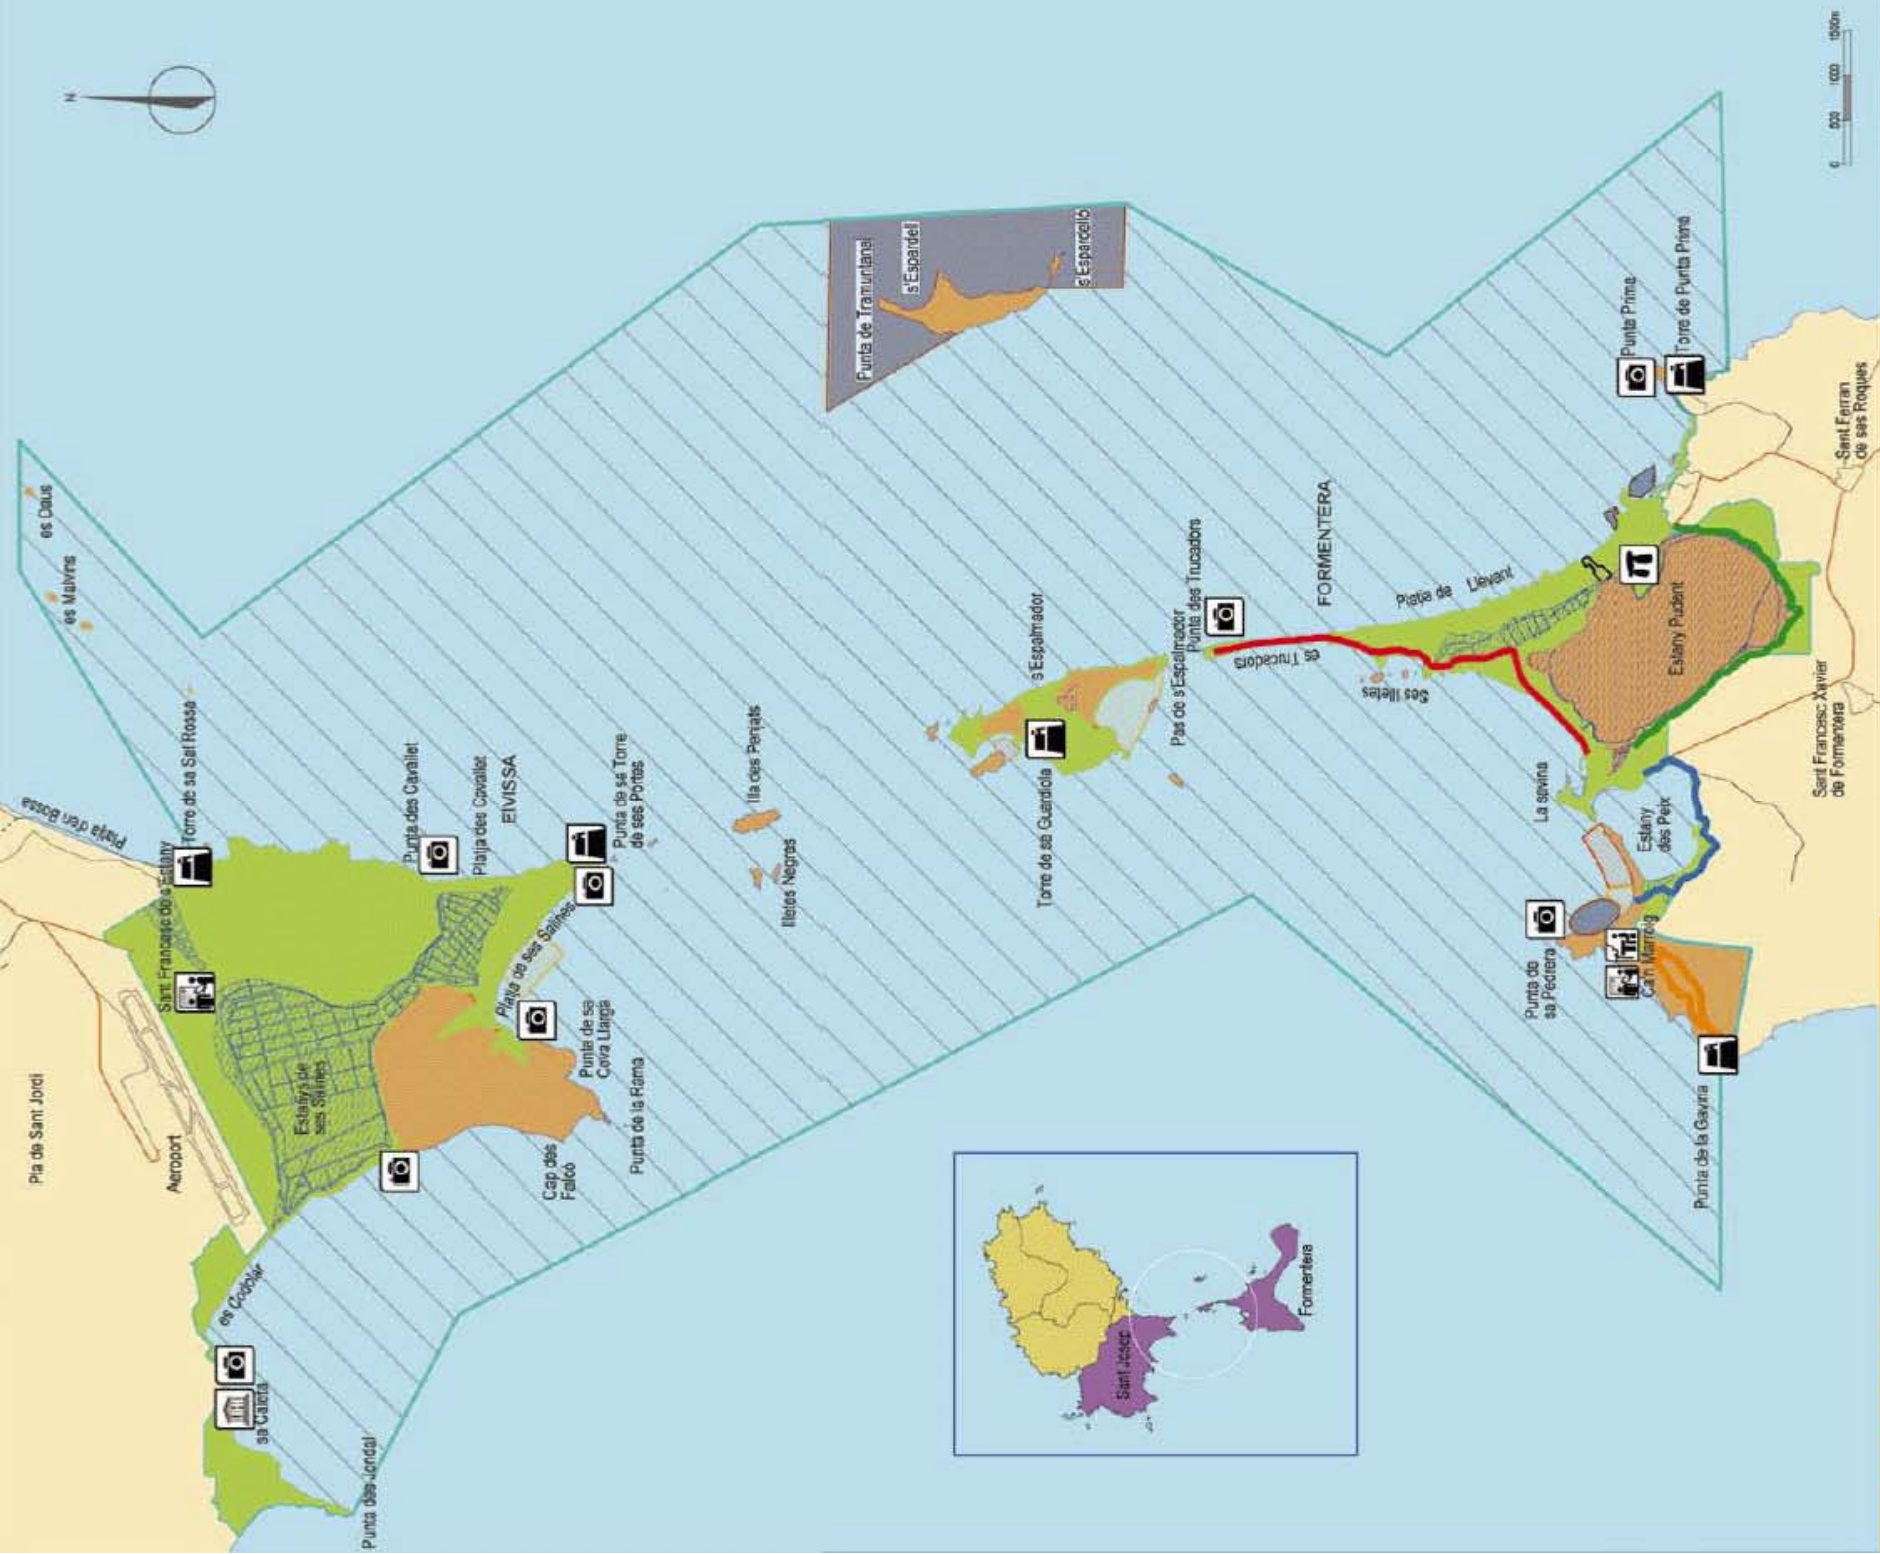 N
es Daus
es Malvins
Pla de Sant Jordi
Aeroport
Platja d'en Bossa
Sant Francesc de s'Estany
Torre de sa Sal Rossa
Estanys de
ses Salines
Punta des Cavallet
Platja des Cavallet
EIVISSA
Punta de sa Torre
de ses Portes
Platja de ses Salines
Punta de sa
Cova Llarga
Punta de la Rama
Cap des
Falcó
es Codolar
sa Caleta
Punta des Jondal
Illa des Penjats
Illetes Negres
Punta de Tramuntanal
s'Espardell
s'Espardelló
s'Espalmador
Torre de sa Guardiola
Pas de s'Espalmador
Punta des Trucadors
es Trucadors
FORMENTERA
Ses Illetes
Platja de Llevant
Estany Pudent
La savina
Estany
des Peix
Punta de
sa Pedrera
Ca'n Marroig
Punta de la Gavina
Punta Prima
Torre de Punta Prima
Sant Ferran
de ses Roques
Sant Francesc Xavier
de Formentera
0 500 1000 1500m
Sant Josep
Formentera